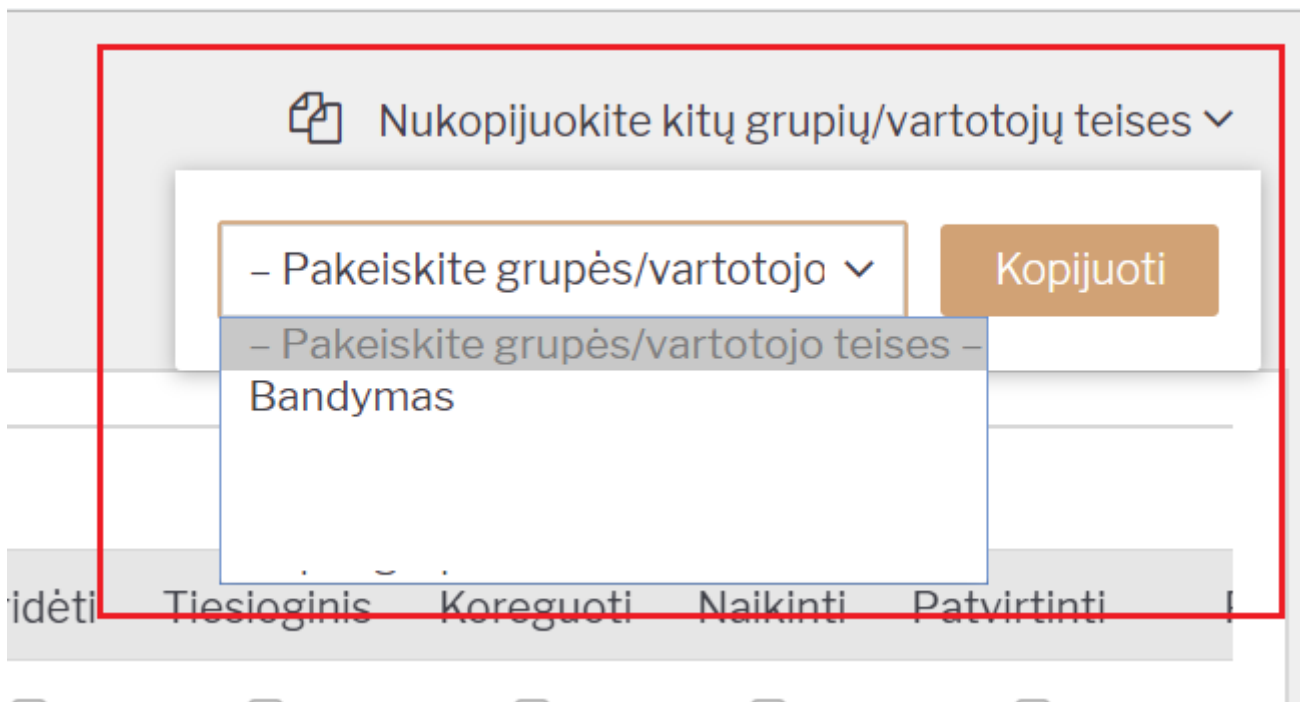 Nukopijuokite kitų grupių/vartotojų teises
– Pakeiskite grupės/vartotojo
Kopijuoti
– Pakeiskite grupės/vartotojo teises –
Bandymas
Tiesioginis Koreguoti Naikinti Patvirtinti